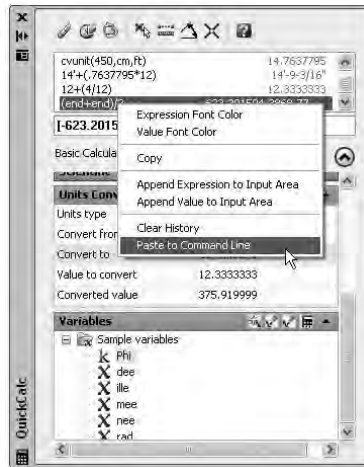 cvunit(450,cm,ft) 14.7637795
14'+(.7637795*12) 14'-9-3/16"
12+(4/12) 12.3333333
(end+end)/2
[-623.2015
Expression Font Color
Value Font Color
Copy
Append Expression to Input Area
Append Value to Input Area
Clear History
Paste to Command Line
Basic Calcula
Units Conv
Units type
Convert from
Convert to
Value to convert 12.3333333
Converted value 375.919999
Variables
Sample variables
k Phi
X dee
X ille
X mee
X nee
X rad
QuickCalc